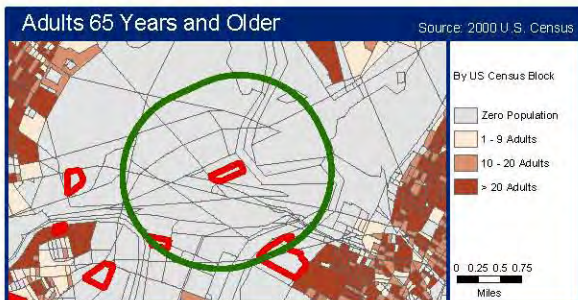 Adults 65 Years and Older
Source: 2000 U.S. Census
By US Census Block
Zero Population
1 - 9 Adults
10 - 20 Adults
> 20 Adults
0 0.25 0.5 0.75
Miles